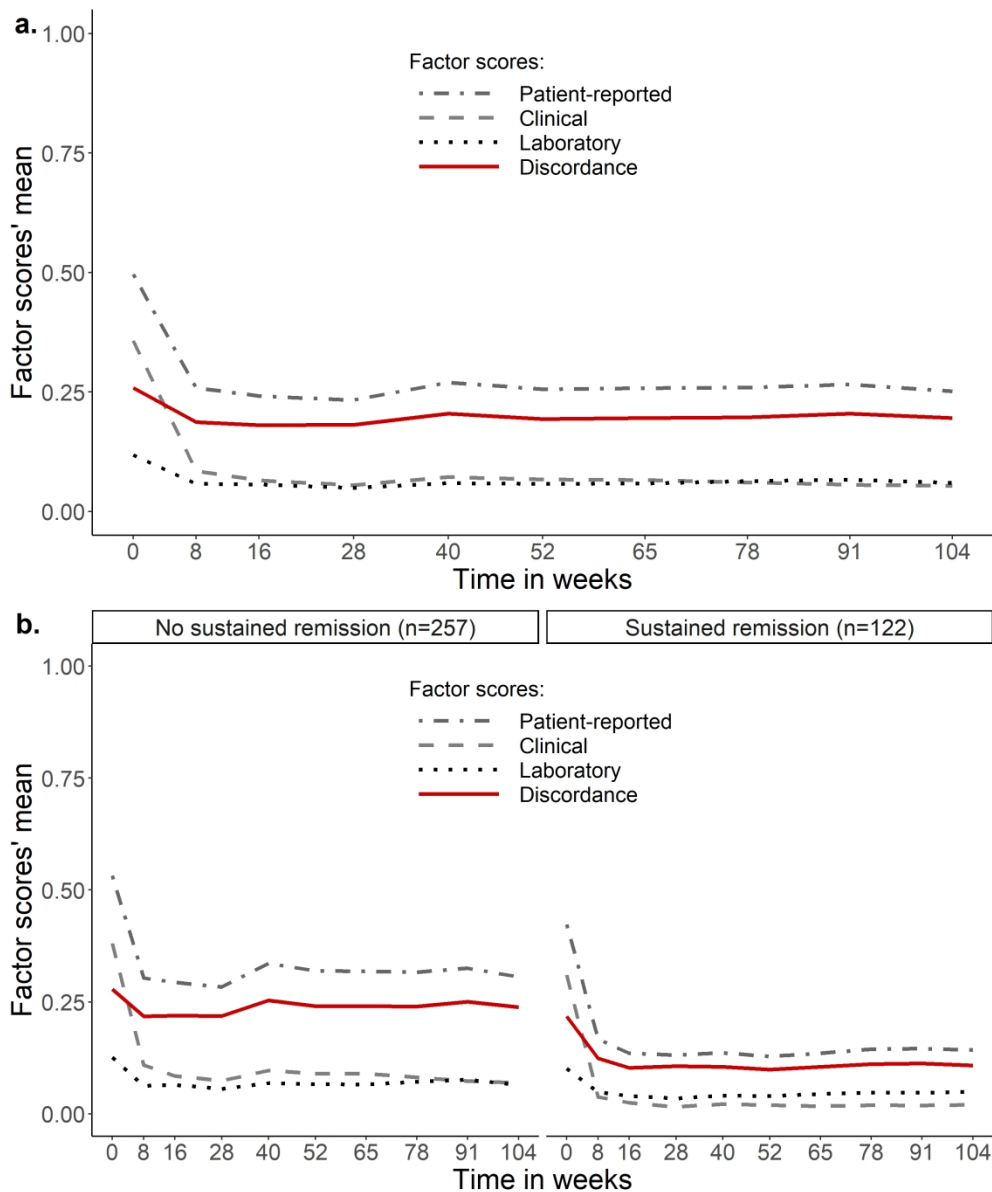 a.
Factor scores' mean
1.00
0.75
0.50
0.25
0.00
Factor scores:
Patient-reported
Clinical
Laboratory
Discordance
0 8 16 28 40 52 65 78 91 104
Time in weeks
b.
No sustained remission (n=257)
Sustained remission (n=122)
Factor scores' mean
1.00
0.75
0.50
0.25
0.00
Factor scores:
Patient-reported
Clinical
Laboratory
Discordance
0 8 16 28 40 52 65 78 91 104
0 8 16 28 40 52 65 78 91 104
Time in weeks
Time in weeks